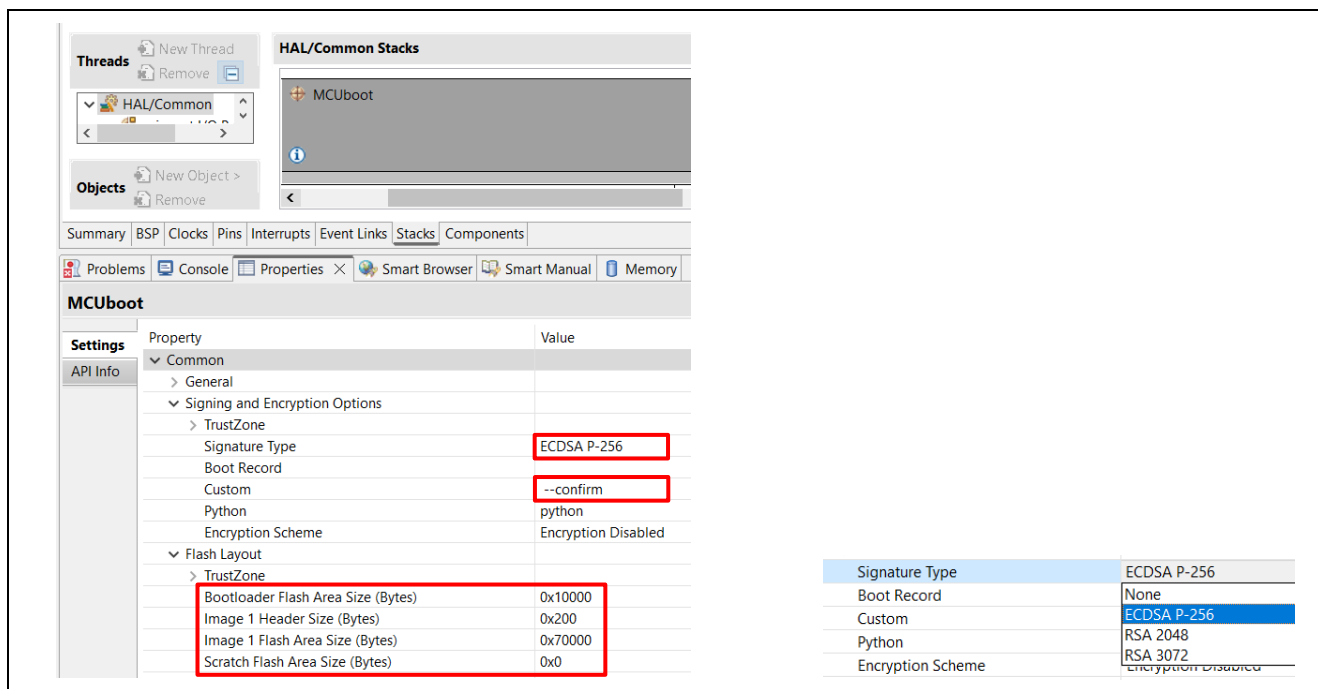 Threads
New Thread
Remove
HAL/Common
Objects
New Object >
Remove
HAL/Common Stacks
MCUboot
Summary BSP Clocks Pins Interrupts Event Links Stacks Components
Problems Console Properties Smart Browser Smart Manual Memory
MCUboot
Settings
API Info
Property Value
Common
General
Signing and Encryption Options
TrustZone
Signature Type ECDSA P-256
Boot Record
Custom --confirm
Python python
Encryption Scheme Encryption Disabled
Flash Layout
TrustZone
Bootloader Flash Area Size (Bytes) 0x10000
Image 1 Header Size (Bytes) 0x200
Image 1 Flash Area Size (Bytes) 0x70000
Scratch Flash Area Size (Bytes) 0x0
Signature Type ECDSA P-256
Boot Record None
Custom ECDSA P-256
Python RSA 2048
RSA 3072
Encryption Scheme Encryption Disabled